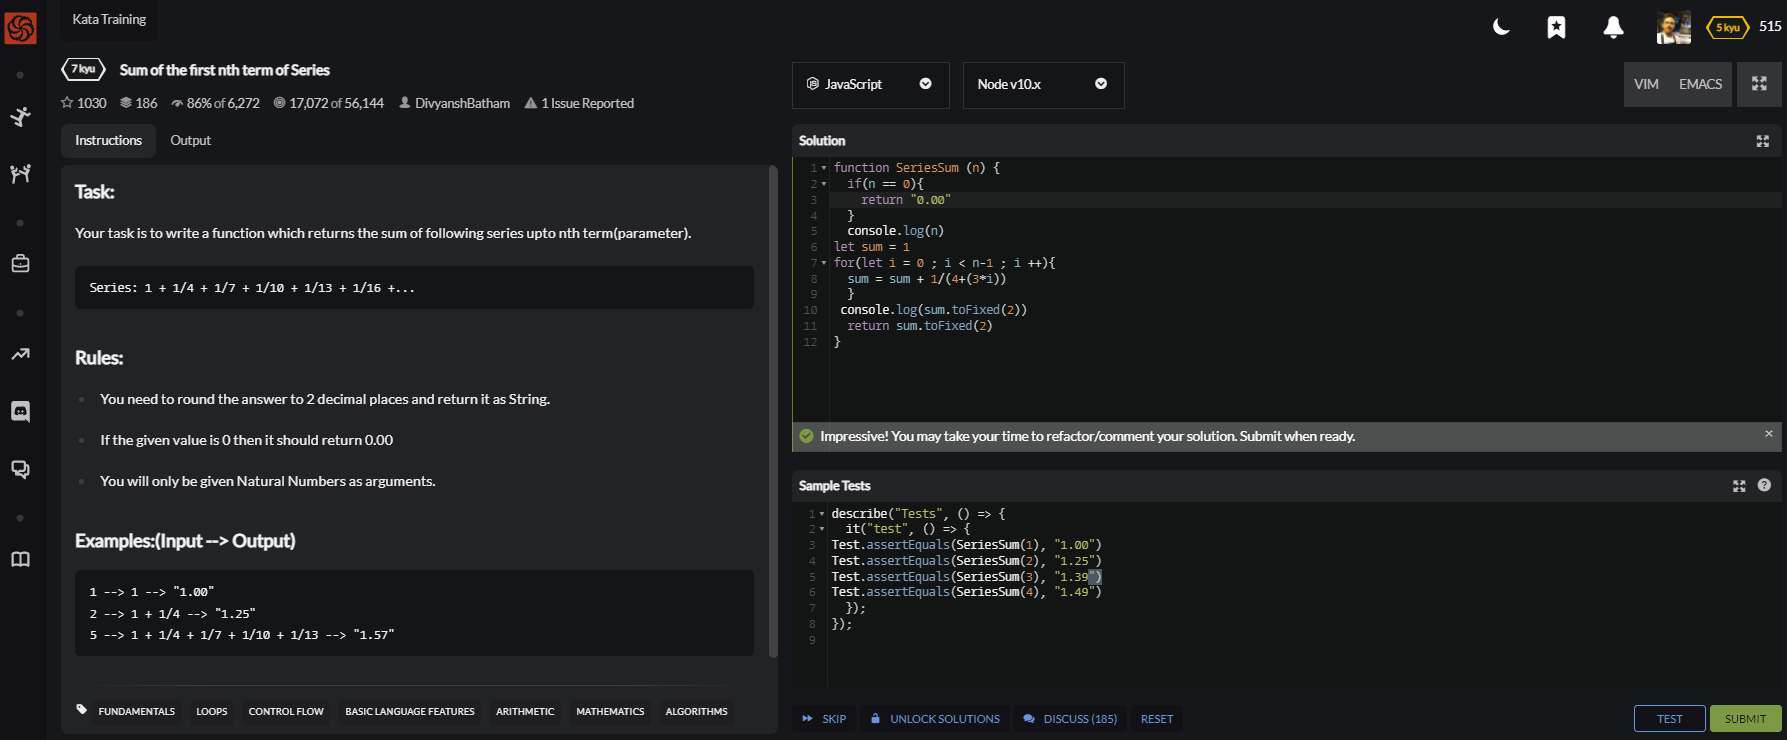 Kata Training
5 kyu 515
7 kyu Sum of the first nth term of Series
1030 186 86% of 6,272 17,072 of 56,144 DivyanshBatham 1 Issue Reported
Instructions Output
Task:
Your task is to write a function which returns the sum of following series upto nth term(parameter).
Series: 1 + 1/4 + 1/7 + 1/10 + 1/13 + 1/16 +...
Rules:
You need to round the answer to 2 decimal places and return it as String.
If the given value is 0 then it should return 0.00
You will only be given Natural Numbers as arguments.
Examples:(Input --> Output)
1 --> 1 --> "1.00"
2 --> 1 + 1/4 --> "1.25"
5 --> 1 + 1/4 + 1/7 + 1/10 + 1/13 --> "1.57"
FUNDAMENTALS LOOPS CONTROL FLOW BASIC LANGUAGE FEATURES ARITHMETIC MATHEMATICS ALGORITHMS
JavaScript Node v10.x VIM EMACS
Solution
1 function SeriesSum (n) {
2 if(n == 0){
3 return "0.00"
4 }
5 console.log(n)
6 let sum = 1
7 for(let i = 0 ; i < n-1 ; i ++){
8 sum = sum + 1/(4+(3*i))
9 }
10 console.log(sum.toFixed(2))
11 return sum.toFixed(2)
12 }
Impressive! You may take your time to refactor/comment your solution. Submit when ready.
Sample Tests
1 describe("Tests", () => {
2 it("test", () => {
3 Test.assertEquals(SeriesSum(1), "1.00")
4 Test.assertEquals(SeriesSum(2), "1.25")
5 Test.assertEquals(SeriesSum(3), "1.39")
6 Test.assertEquals(SeriesSum(4), "1.49")
7 });
8 });
9
SKIP UNLOCK SOLUTIONS DISCUSS (185) RESET TEST SUBMIT